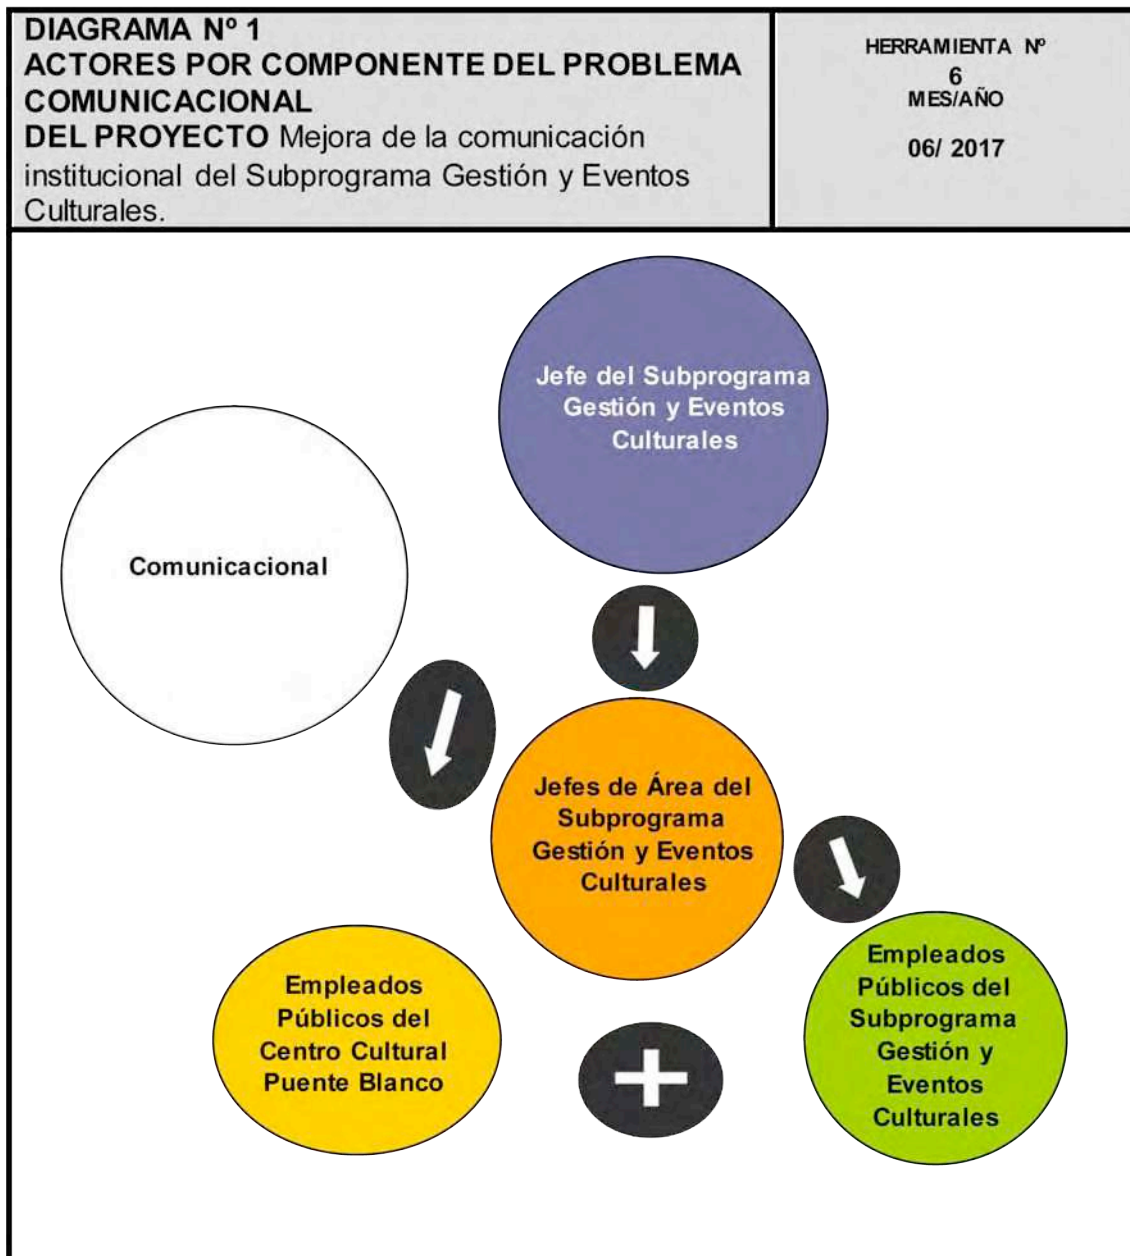 DIAGRAMA Nº 1
ACTORES POR COMPONENTE DEL PROBLEMA
COMUNICACIONAL
DEL PROYECTO Mejora de la comunicación
institucional del Subprograma Gestión y Eventos
Culturales.
HERRAMIENTA Nº
6
MES/AÑO
06/ 2017
Jefe del Subprograma
Gestión y Eventos
Culturales
Comunicacional
Jefes de Área del
Subprograma
Gestión y Eventos
Culturales
Empleados
Públicos del
Centro Cultural
Puente Blanco
Empleados
Públicos del
Subprograma
Gestión y
Eventos
Culturales